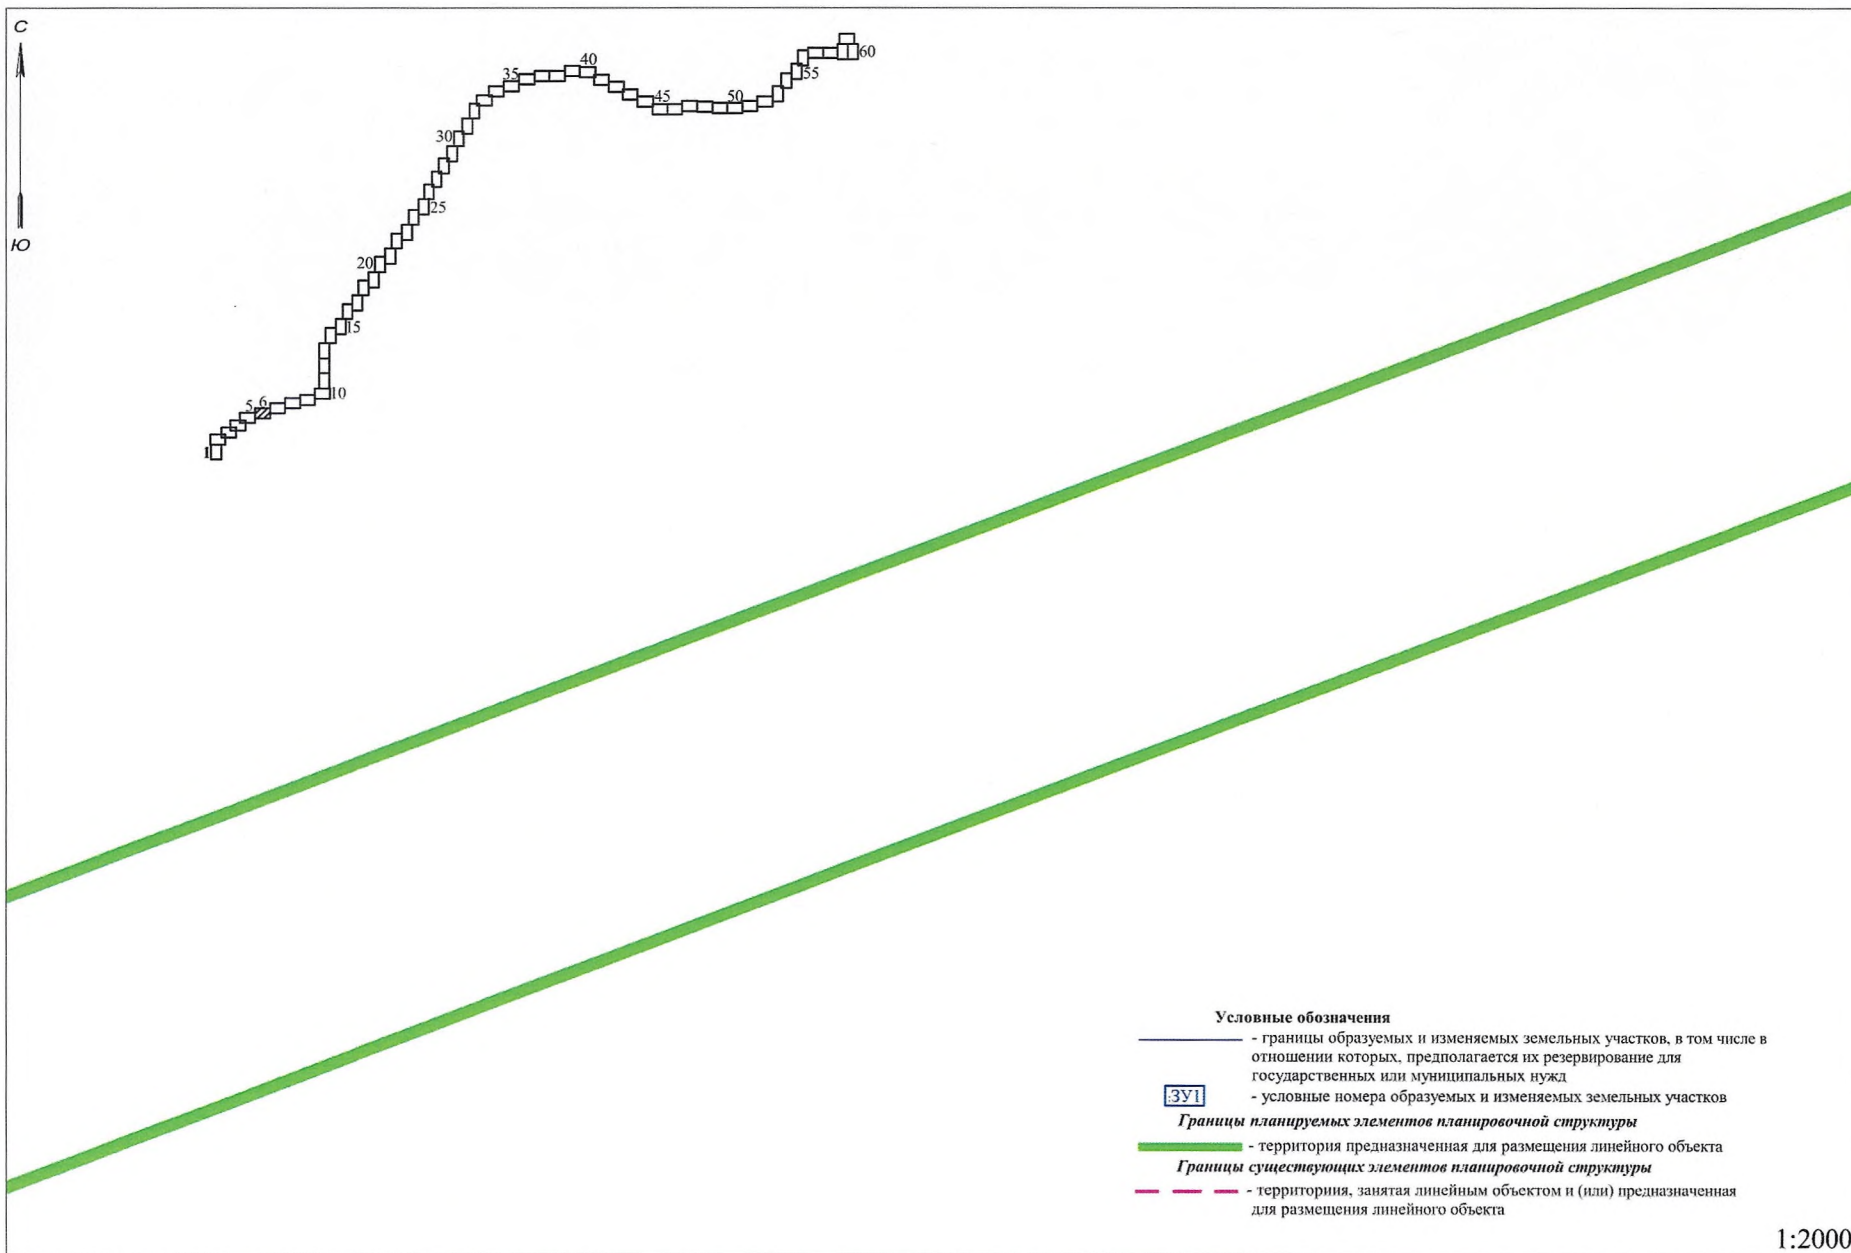 С
Ю
1
5
6
10
15
20
25
30
35
40
45
50
55
60
Условные обозначения
- границы образуемых и изменяемых земельных участков, в том числе в
отношении которых, предполагается их резервирование для
государственных или муниципальных нужд
:ЗУ1
- условные номера образуемых и изменяемых земельных участков
Границы планируемых элементов планировочной структуры
- территория предназначенная для размещения линейного объекта
Границы существующих элементов планировочной структуры
- территориия, занятая линейным объектом и (или) предназначенная
для размещения линейного объекта
1:2000